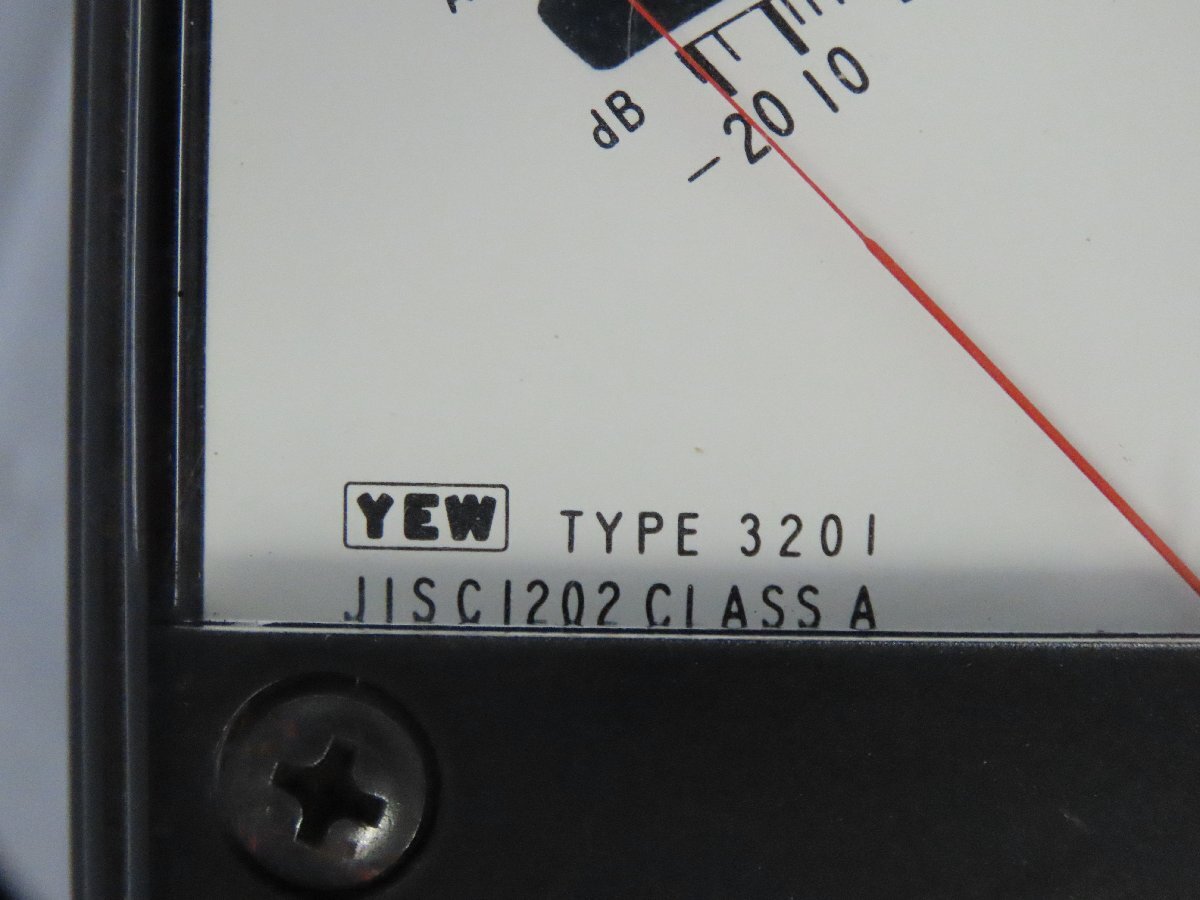 dB
-20 10
YEW TYPE 3201
JIS C1202 CLASS A